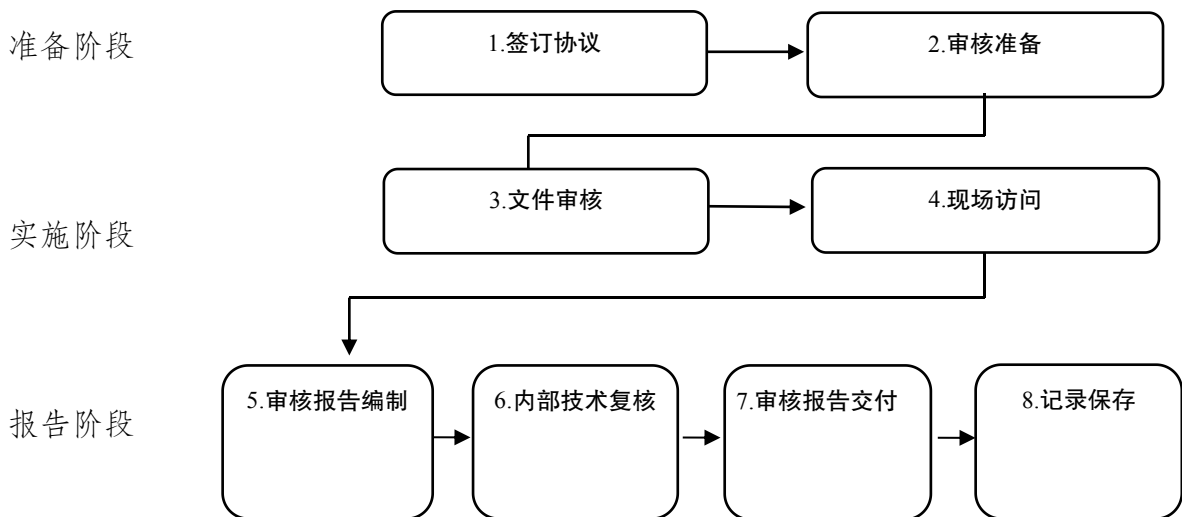 准备阶段
1.签订协议
2.审核准备
实施阶段
3.文件审核
4.现场访问
报告阶段
5.审核报告编制
6.内部技术复核
7.审核报告交付
8.记录保存